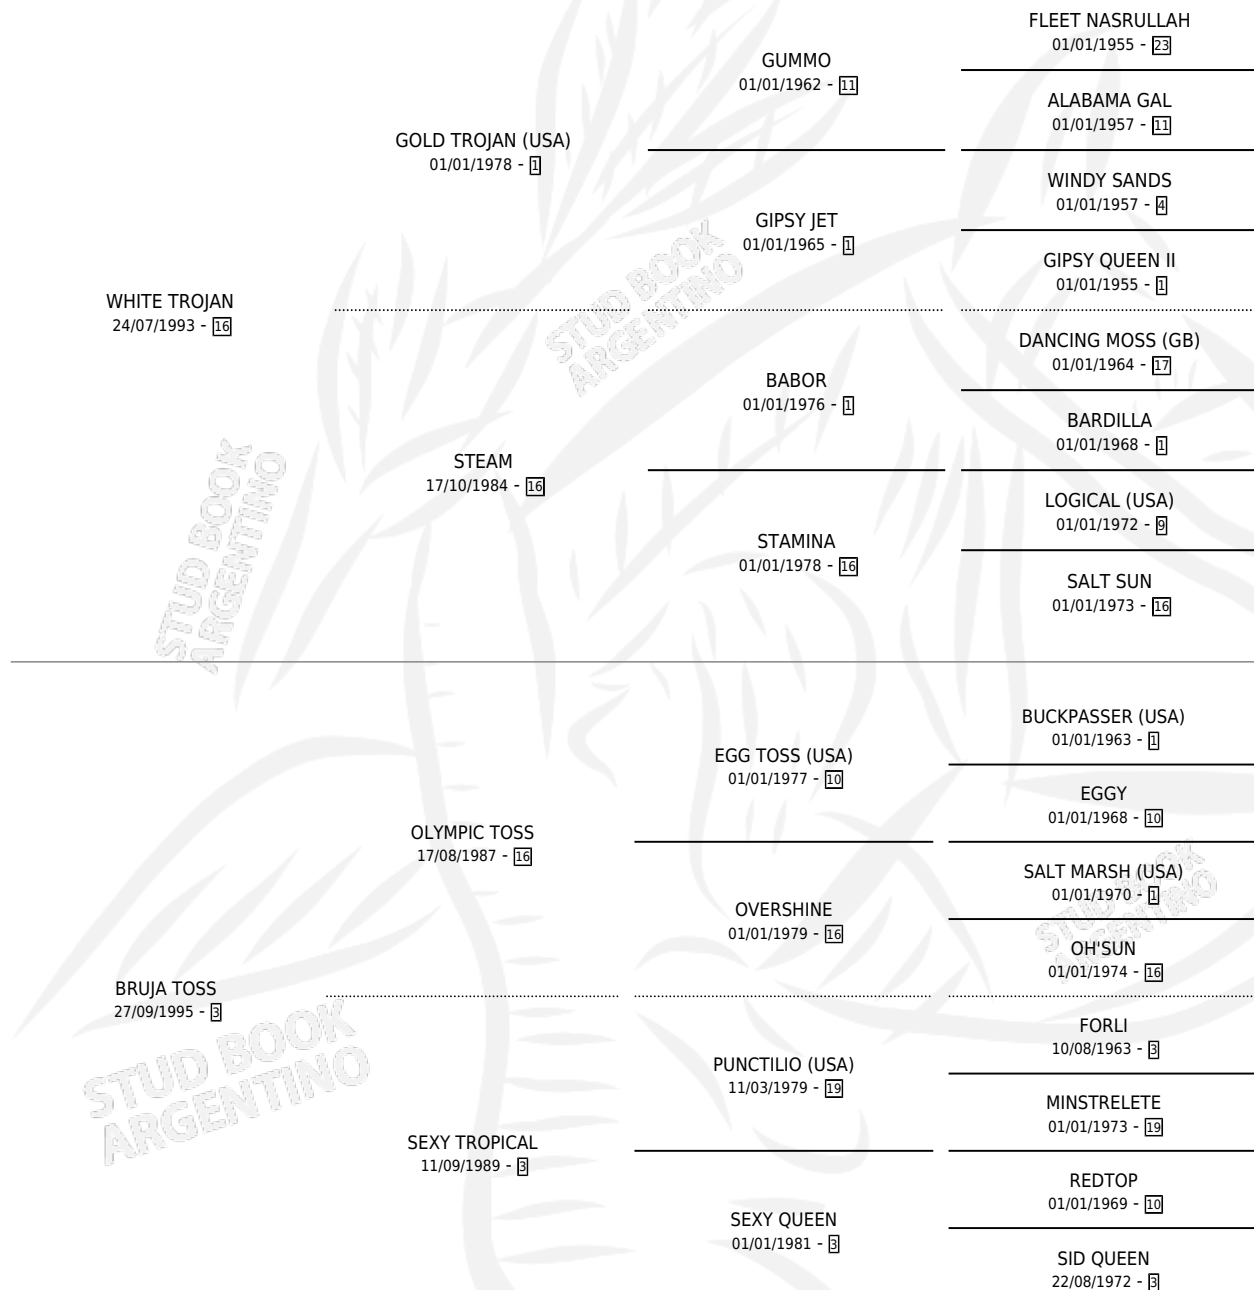 FLEET NASRULLAH
01/01/1955 - 23
GUMMO
01/01/1962 - 11
ALABAMA GAL
01/01/1957 - 11
GOLD TROJAN (USA)
01/01/1978 - 1
WINDY SANDS
01/01/1957 - 4
GIPSY JET
01/01/1965 - 1
GIPSY QUEEN II
01/01/1955 - 1
WHITE TROJAN
24/07/1993 - 16
STUD BOOK
ARGENTINO
DANCING MOSS (GB)
01/01/1964 - 17
BABOR
01/01/1976 - 1
BARDILLA
01/01/1968 - 1
STEAM
17/10/1984 - 16
LOGICAL (USA)
01/01/1972 - 9
STAMINA
01/01/1978 - 16
SALT SUN
01/01/1973 - 16
STUD BOOK
ARGENTINO
BUCKPASSER (USA)
01/01/1963 - 1
EGG TOSS (USA)
01/01/1977 - 10
EGGY
01/01/1968 - 10
OLYMPIC TOSS
17/08/1987 - 16
SALT MARSH (USA)
01/01/1970 - 1
OVERSHINE
01/01/1979 - 16
STUD BOOK
ARGENTINO
OH'SUN
01/01/1974 - 16
BRUJA TOSS
27/09/1995 - 3
STUD BOOK
ARGENTINO
FORLI
10/08/1963 - 3
PUNCTILIO (USA)
11/03/1979 - 19
MINSTRELETE
01/01/1973 - 19
SEXY TROPICAL
11/09/1989 - 3
REDTOP
01/01/1969 - 10
SEXY QUEEN
01/01/1981 - 3
SID QUEEN
22/08/1972 - 3